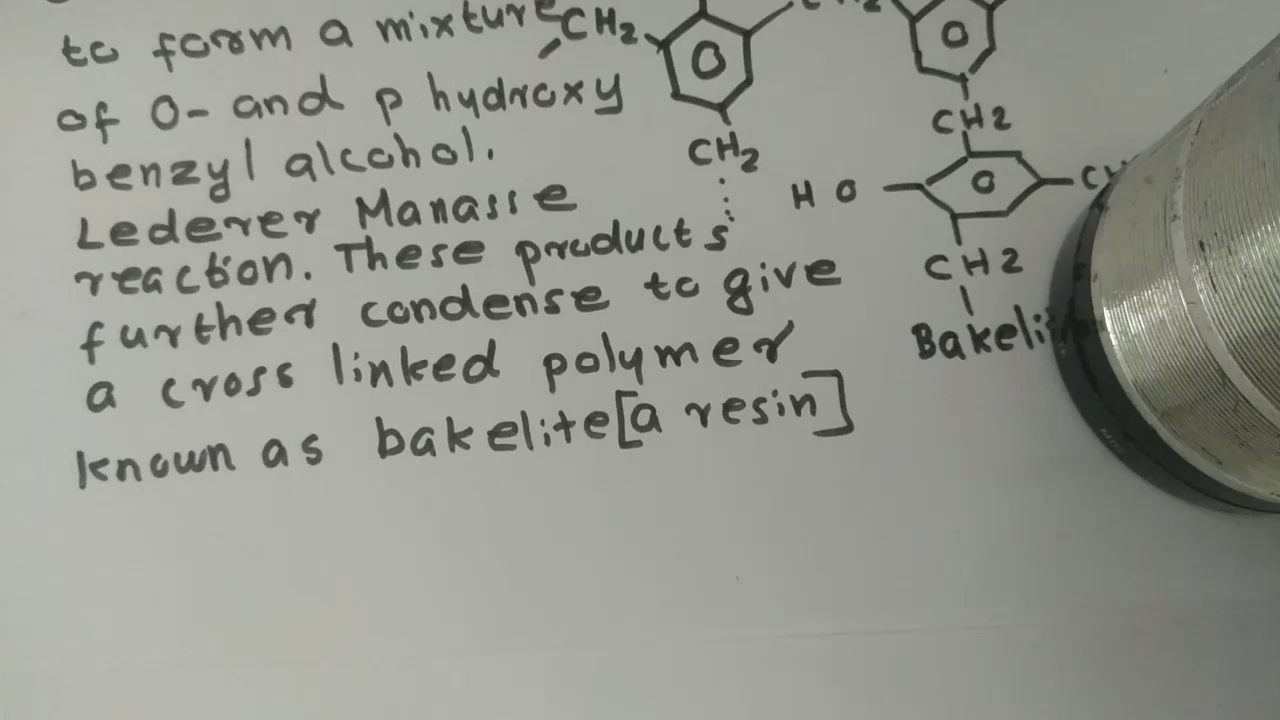 to form a mixture
of O- and p hydroxy
benzyl alcohol.
Lederer Manasse
reaction. These products
further condense to give
a cross linked polymer
known as bakelite [a resin]
CH2
CH2
CH2
HO
CH2